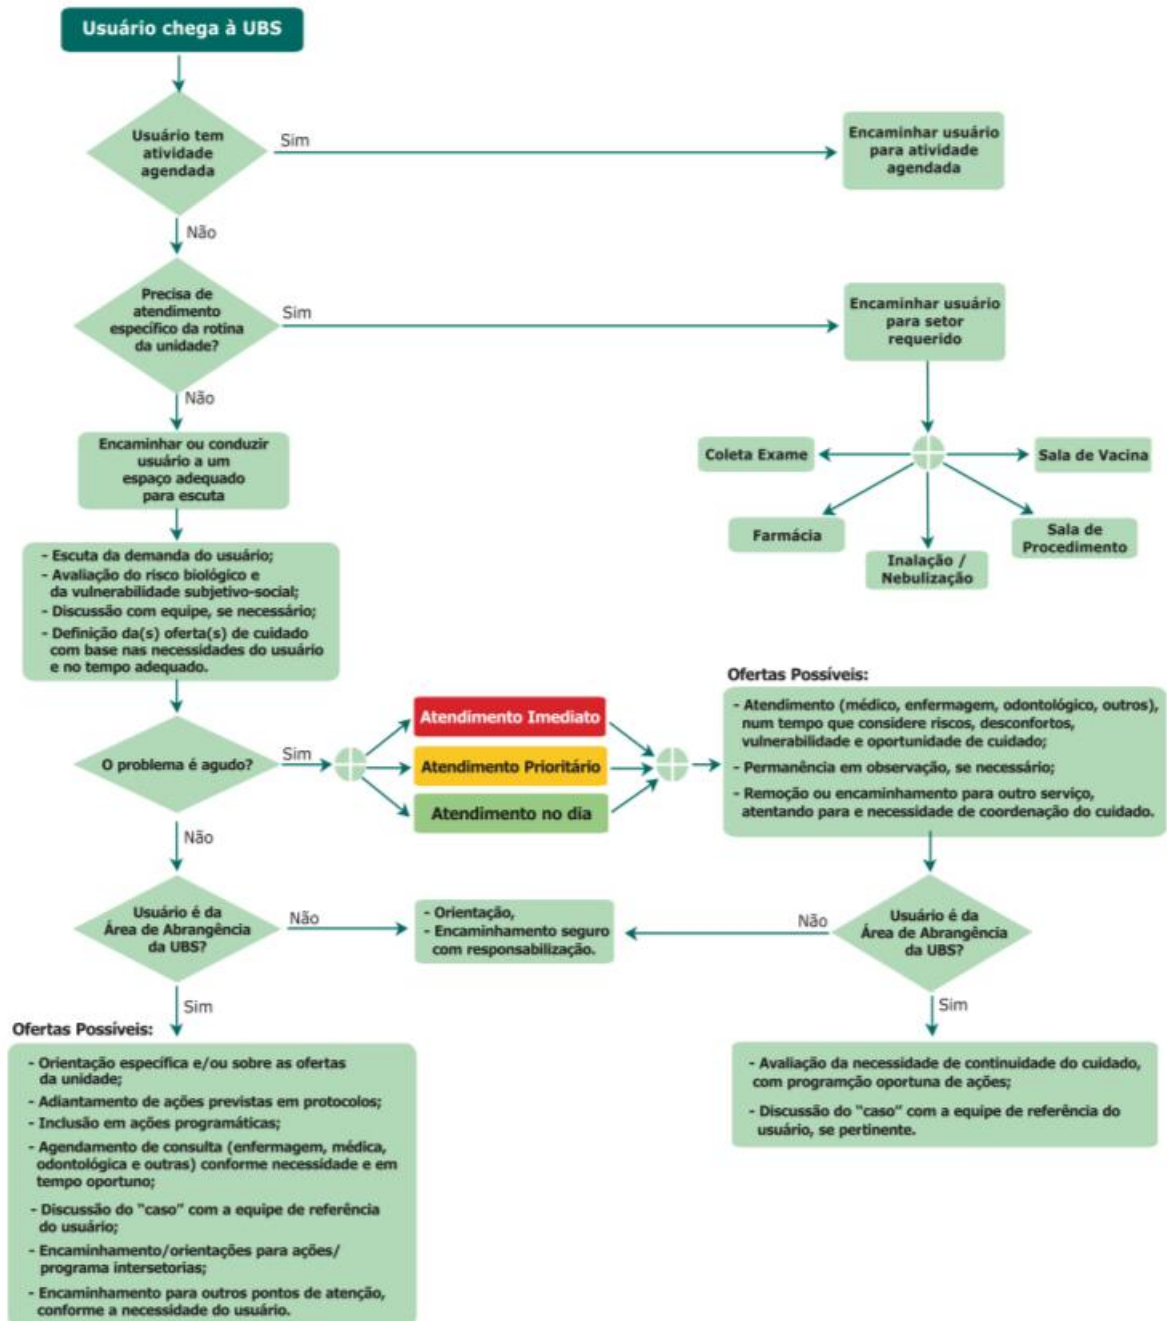 Usuário chega à UBS
Usuário tem
atividade
agendada
Sim
Encaminhar usuário
para atividade
agendada
Não
Precisa de
atendimento
específico da rotina
da unidade?
Sim
Encaminhar usuário
para setor
requerido
Não
Coleta Exame
Sala de Vacina
Farmácia
Inalação /
Nebulização
Sala de
Procedimento
Encaminhar ou conduzir
usuário a um
espaço adequado
para escuta
- Escuta da demanda do usuário;
- Avaliação do risco biológico e
da vulnerabilidade subjetivo-social;
- Discussão com equipe, se necessário;
- Definição da(s) oferta(s) de cuidado
com base nas necessidades do usuário
e no tempo adequado.
O problema é agudo?
Sim
Atendimento Imediato
Atendimento Prioritário
Atendimento no dia
Ofertas Possíveis:
- Atendimento (médico, enfermagem, odontológico, outros),
num tempo que considere riscos, desconfortos,
vulnerabilidade e oportunidade de cuidado;
- Permanência em observação, se necessário;
- Remoção ou encaminhamento para outro serviço,
atentando para e necessidade de coordenação do cuidado.
Não
Usuário é da
Área de Abrangência
da UBS?
Não
- Orientação,
- Encaminhamento seguro
com responsabilização.
Não
Usuário é da
Área de Abrangência
da UBS?
Sim
Ofertas Possíveis:
- Orientação específica e/ou sobre as ofertas
da unidade;
- Adiantamento de ações previstas em protocolos;
- Inclusão em ações programáticas;
- Agendamento de consulta (enfermagem, médica,
odontológica e outras) conforme necessidade e em
tempo oportuno;
- Discussão do "caso" com a equipe de referência
do usuário;
- Encaminhamento/orientações para ações/
programa intersetorias;
- Encaminhamento para outros pontos de atenção,
conforme a necessidade do usuário.
Sim
- Avaliação da necessidade de continuidade do cuidado,
com programção oportuna de ações;
- Discussão do "caso" com a equipe de referência do
usuário, se pertinente.